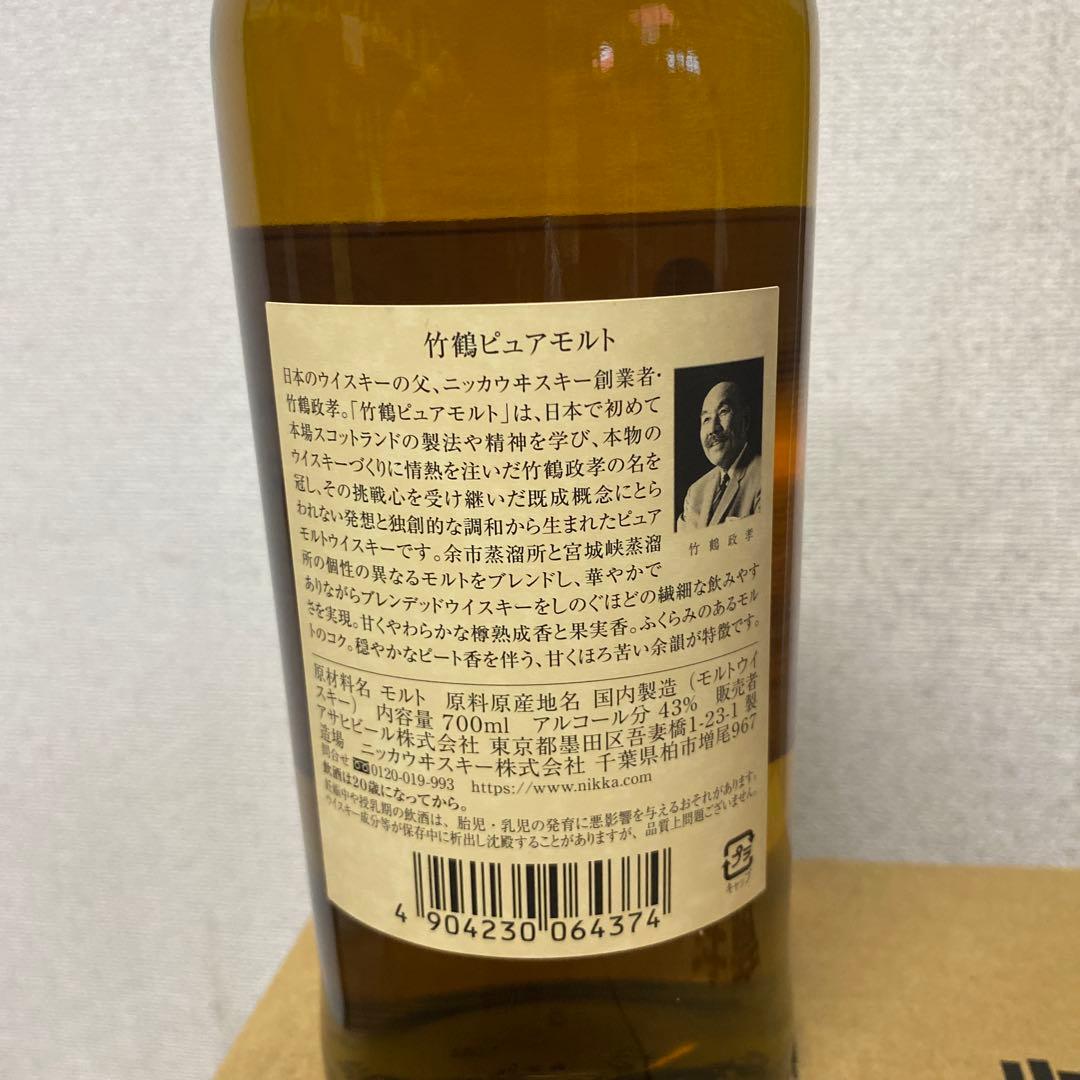 竹鶴ピュアモルト
日本のウイスキーの父、ニッカウヰスキー創業者・
竹鶴政孝。「竹鶴ピュアモルト」は、日本で初めて
本場スコットランドの製法や精神を学び、本物の
ウイスキーづくりに情熱を注いだ竹鶴政孝の名を
冠し、その挑戦心を受け継いだ既成概念にとら
われない発想と独創的な調和から生まれたピュア
モルトウイスキーです。余市蒸溜所と宮城峡蒸溜
所の個性の異なるモルトをブレンドし、華やかで
ありながらブレンデッドウイスキーをしのぐほどの繊細な飲みやす
さを実現。甘くやわらかな樽熟成香と果実香。ふくらみのあるモル
トのコク。穏やかなピート香を伴う、甘くほろ苦い余韻が特徴です。
竹鶴政孝
原材料名 モルト 原料原産地名 国内製造（モルトウイ
スキー） 内容量 700ml アルコール分 43% 販売者
アサヒビール株式会社 東京都墨田区吾妻橋1-23-1 製
造場 ニッカウヰスキー株式会社 千葉県柏市増尾967
問合せ 0120-019-993 https://www.nikka.com
飲酒は20歳になってから。
妊娠中や授乳期の飲酒は、胎児・乳児の発育に悪影響を与えるおそれがあります。
ウイスキー成分等が保存中に析出し沈殿することがありますが、品質上問題ございません。
プラ
キャップ
4 904230 064374